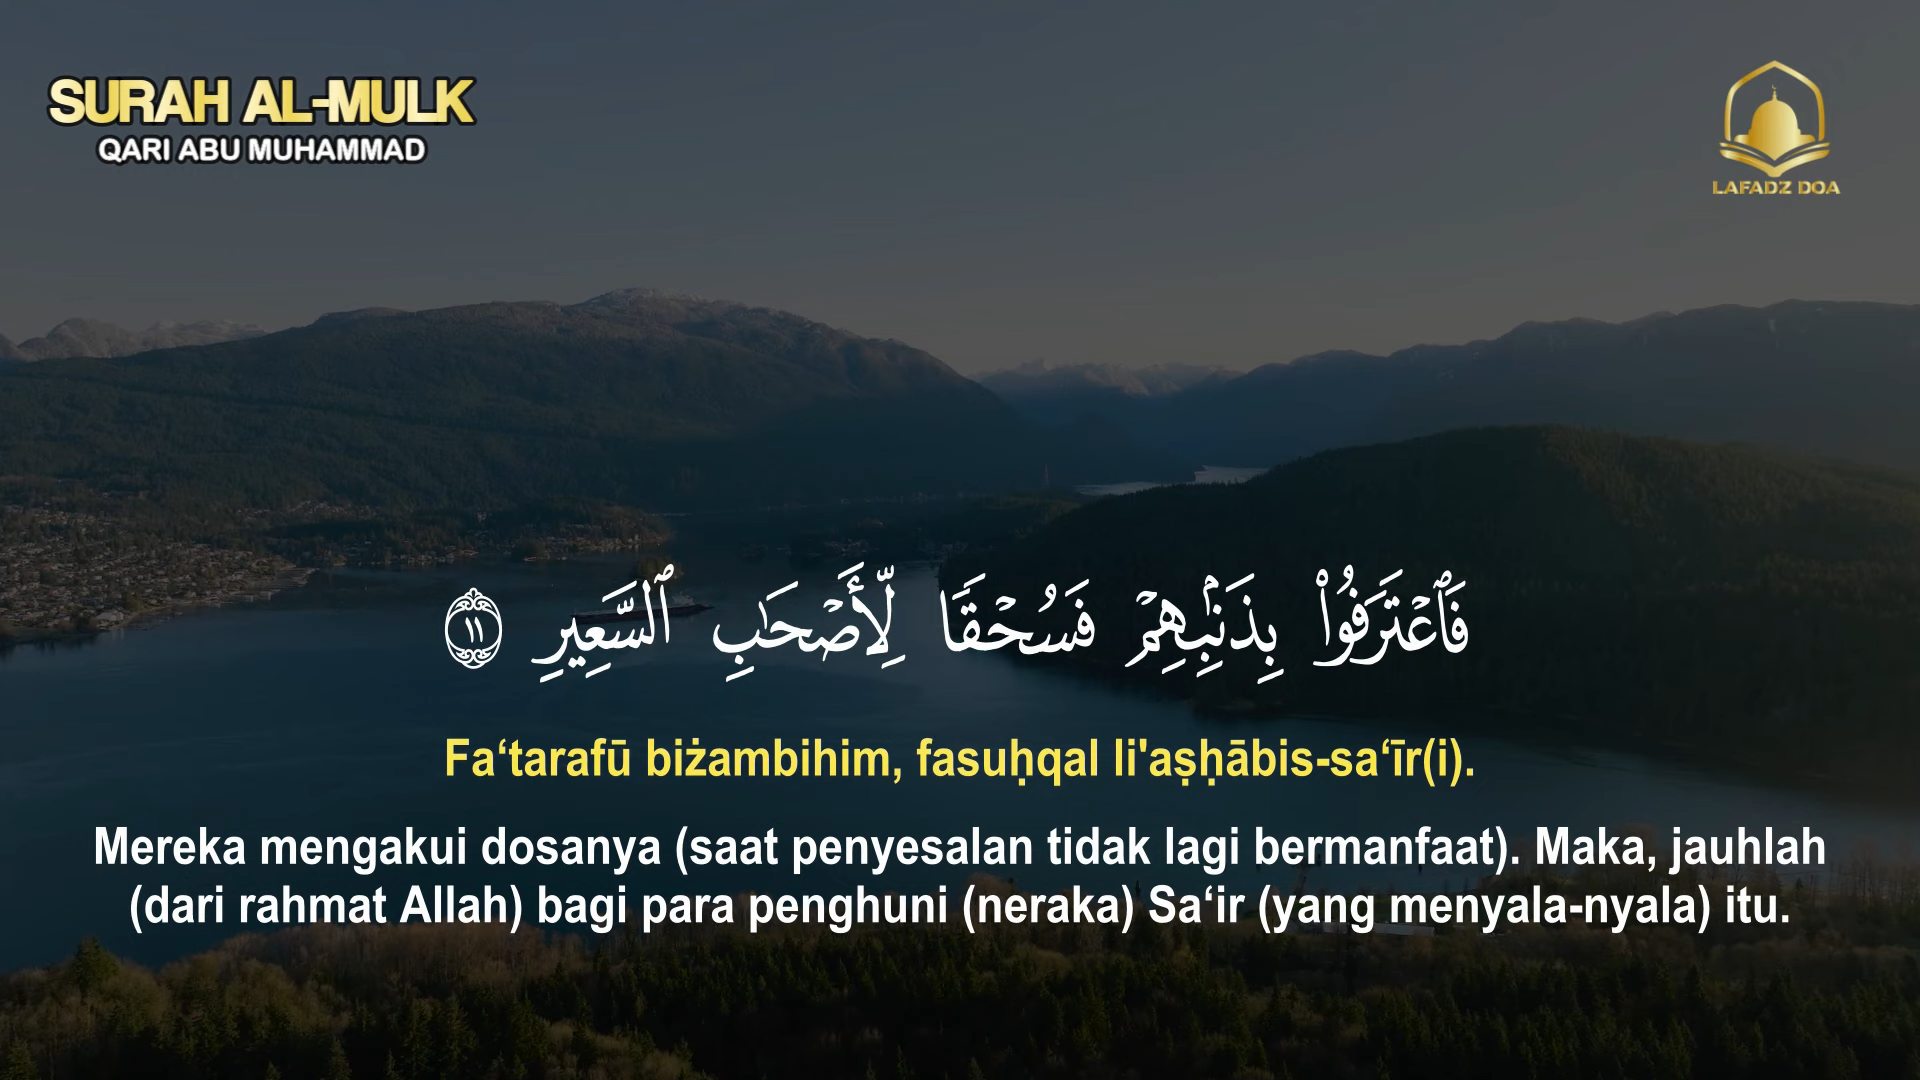 SURAH AL-MULK
QARI ABU MUHAMMAD
LAFADZ DOA
فَٱعۡتَرَفُواْ بِذَنۢبِهِمۡ فَسُحۡقٗا لِّأَصۡحَٰبِ ٱلسَّعِيرِ ١١
Fa‘tarafū biżambihim, fasuḥqal li'aṣḥābis-sa‘īr(i).
Mereka mengakui dosanya (saat penyesalan tidak lagi bermanfaat). Maka, jauhlah
(dari rahmat Allah) bagi para penghuni (neraka) Sa‘ir (yang menyala-nyala) itu.